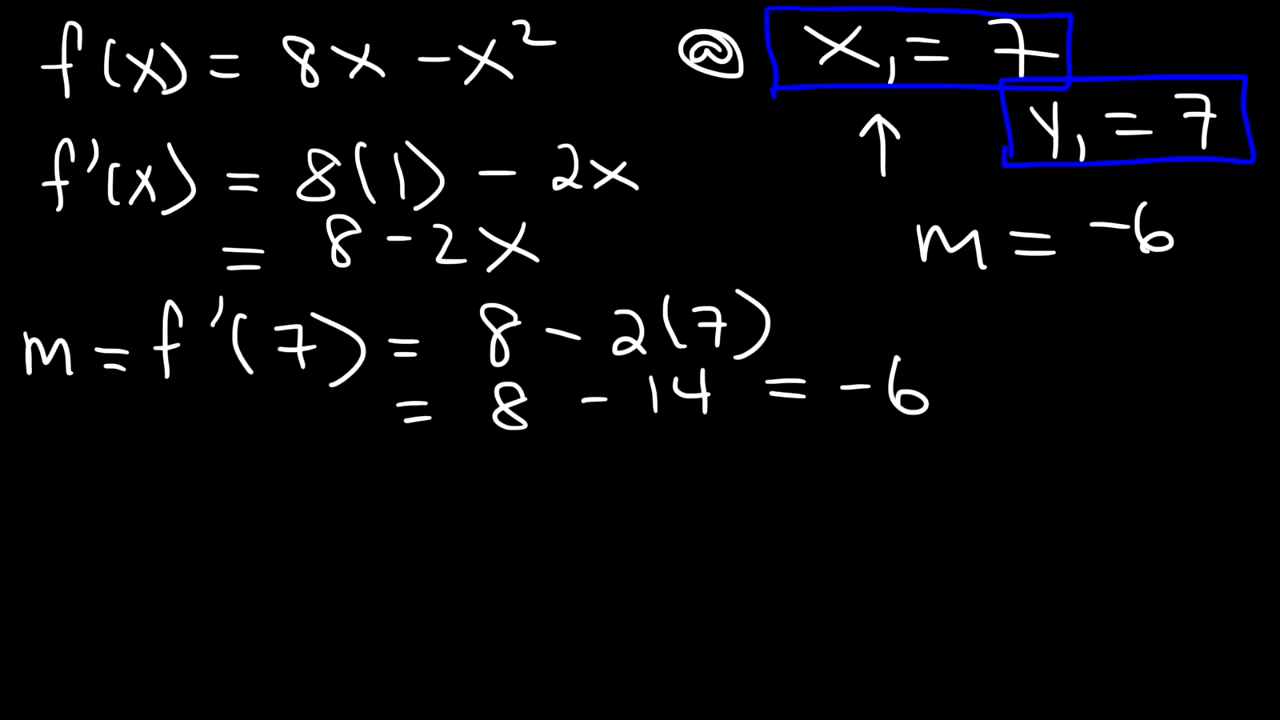 f(x) = 8x - x² @ x₁ = 7
y₁ = 7
f'(x) = 8(1) - 2x
= 8 - 2x
m = -6
m = f'(7) = 8 - 2(7)
= 8 - 14 = -6